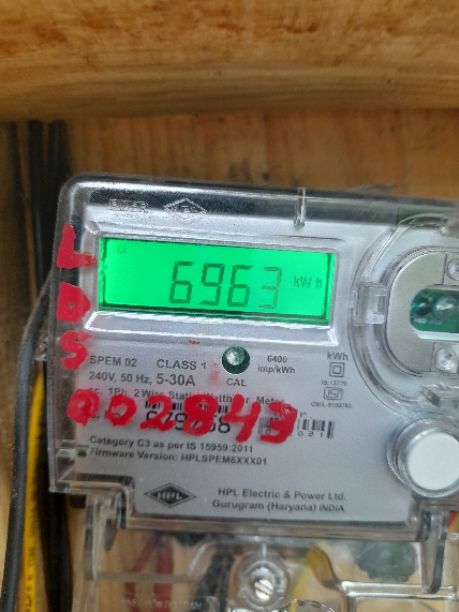 6963 kWh
SPEM 02 CLASS 1 6400 imp/kWh kWh
240V, 50 Hz, 5-30A CAL
LDS
002843
Category C3 as per IS 15959:2011
Firmware Version: HPLSPEM6XXX01
HPL HPL Electric & Power Ltd.
Gurugram (Haryana) INDIA